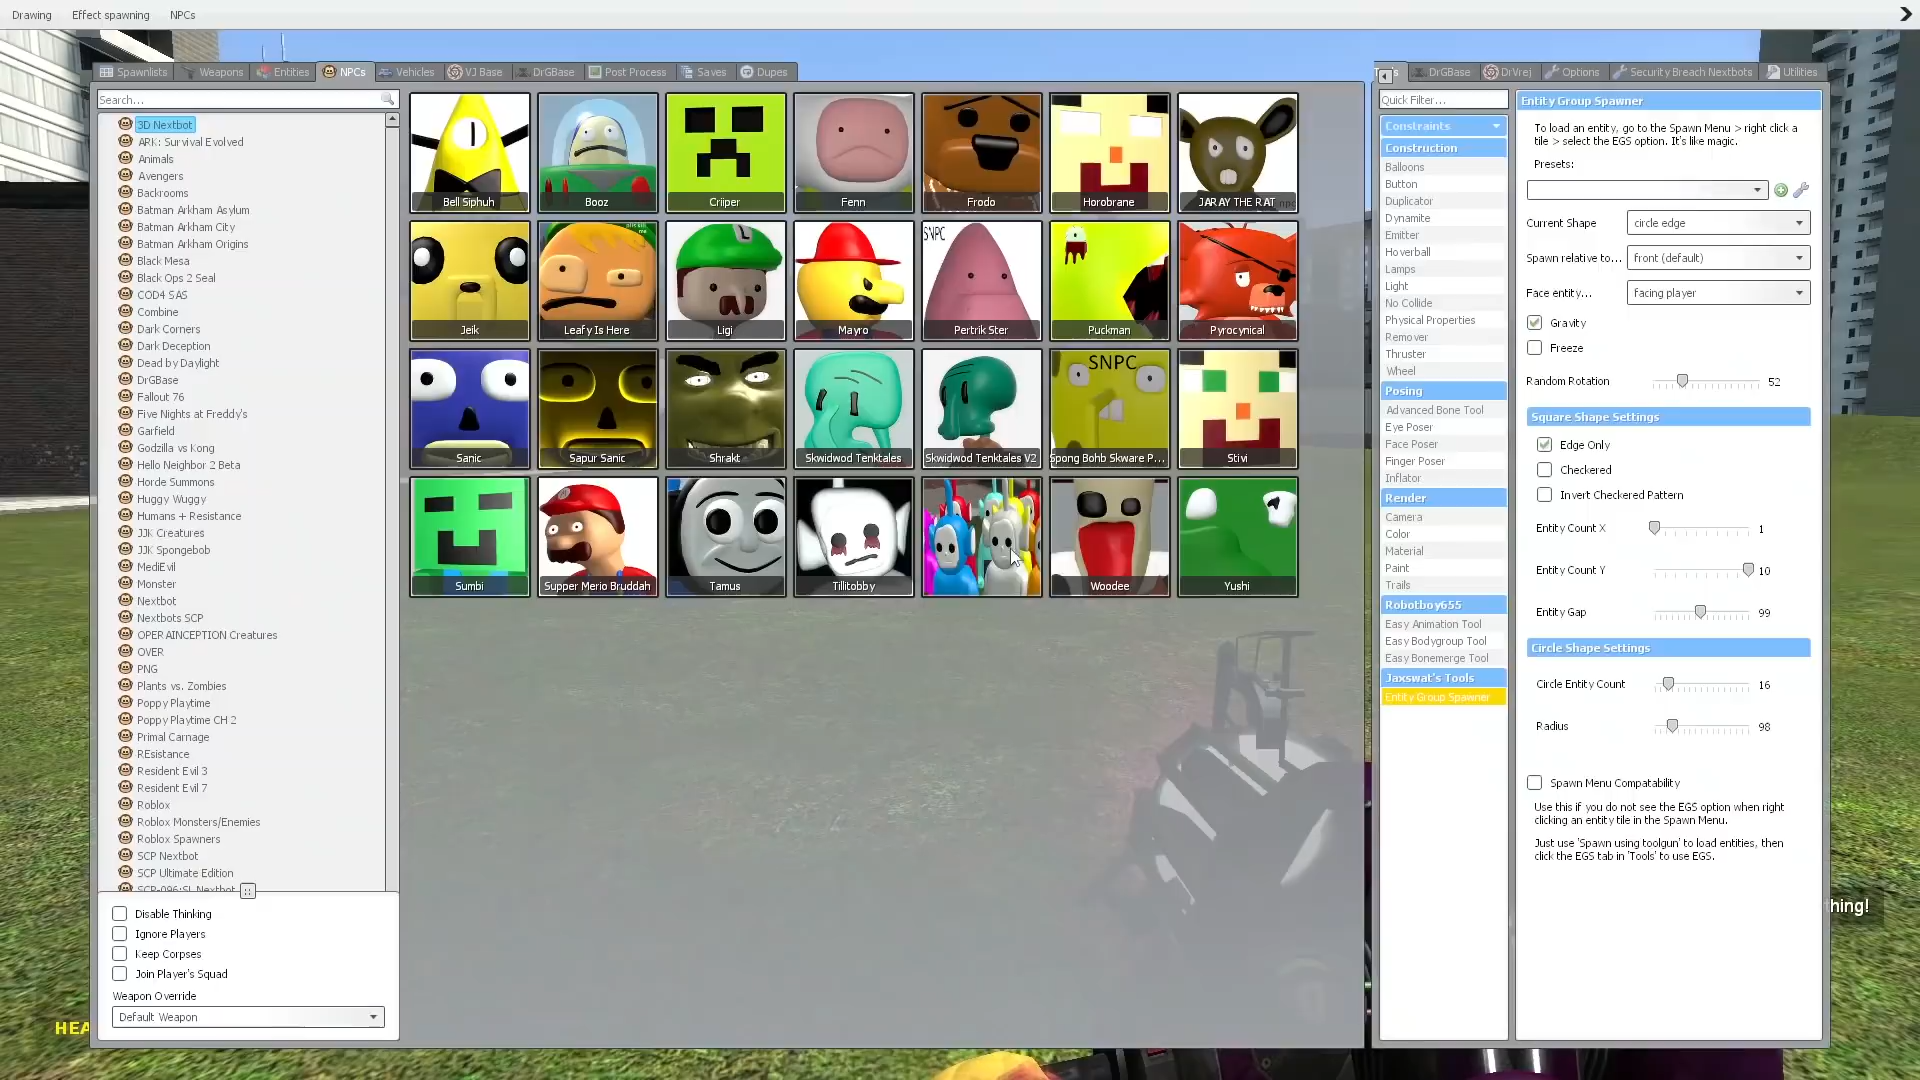 Drawing Effect spawning NPCs
Spawnlists Weapons Entities NPCs Vehicles VJ Base DrGBase Post Process Saves Dupes
DrGBase DrVrej Options Security Breach Nextbots Utilities
Search...
3D Nextbot
ARK: Survival Evolved
Animals
Avengers
Backrooms
Batman Arkham Asylum
Batman Arkham City
Batman Arkham Origins
Black Mesa
Black Ops 2 Seal
COD4 SAS
Combine
Dark Corners
Dark Deception
Dead by Daylight
DrGBase
Fallout 76
Five Nights at Freddy's
Garfield
Godzilla vs Kong
Hello Neighbor 2 Beta
Horde Summons
Huggy Wuggy
Humans + Resistance
JJK Creatures
JJK Spongebob
MediEvil
Monster
Nextbot
Nextbots SCP
OPERAINCEPTION Creatures
OVER
PNG
Plants vs. Zombies
Poppy Playtime
Poppy Playtime CH 2
Primal Carnage
REsistance
Resident Evil 3
Resident Evil 7
Roblox
Roblox Monsters/Enemies
Roblox Spawners
SCP Nextbot
SCP Ultimate Edition
SCP-096:SL Nextbot
Disable Thinking
Ignore Players
Keep Corpses
Join Player's Squad
Weapon Override
Default Weapon
HEA
Bell Siphuh Booz Criiper Fenn Frodo Horobrane JARAY THE RAT npc
SNPC
Jeik Leafy Is Here Ligi Mayro Pertrik Ster Puckman Pyrocynical
SNPC
Sanic Sapur Sanic Shrakt Skwidwod Tenktales Skwidwod Tenktales V2 Spong Bohb Skware P... Stivi
Sumbi Supper Merio Bruddah Tamus Tillitobby Woodee Yushi
Quick Filter...
Constraints
Construction
Balloons
Button
Duplicator
Dynamite
Emitter
Hoverball
Lamps
Light
No Collide
Physical Properties
Remover
Thruster
Wheel
Posing
Advanced Bone Tool
Eye Poser
Face Poser
Finger Poser
Inflator
Render
Camera
Color
Material
Paint
Trails
Robotboy655
Easy Animation Tool
Easy Bodygroup Tool
Easy Bonemerge Tool
Jaxswat's Tools
Entity Group Spawner
Entity Group Spawner
To load an entity, go to the Spawn Menu > right click a
tile > select the EGS option. It's like magic.
Presets:
Current Shape circle edge
Spawn relative to... front (default)
Face entity... facing player
Gravity
Freeze
Random Rotation 52
Square Shape Settings
Edge Only
Checkered
Invert Checkered Pattern
Entity Count X 1
Entity Count Y 10
Entity Gap 99
Circle Shape Settings
Circle Entity Count 16
Radius 98
Spawn Menu Compatability
Use this if you do not see the EGS option when right
clicking an entity tile in the Spawn Menu.
Just use 'Spawn using toolgun' to load entities, then
click the EGS tab in 'Tools' to use EGS.
thing!